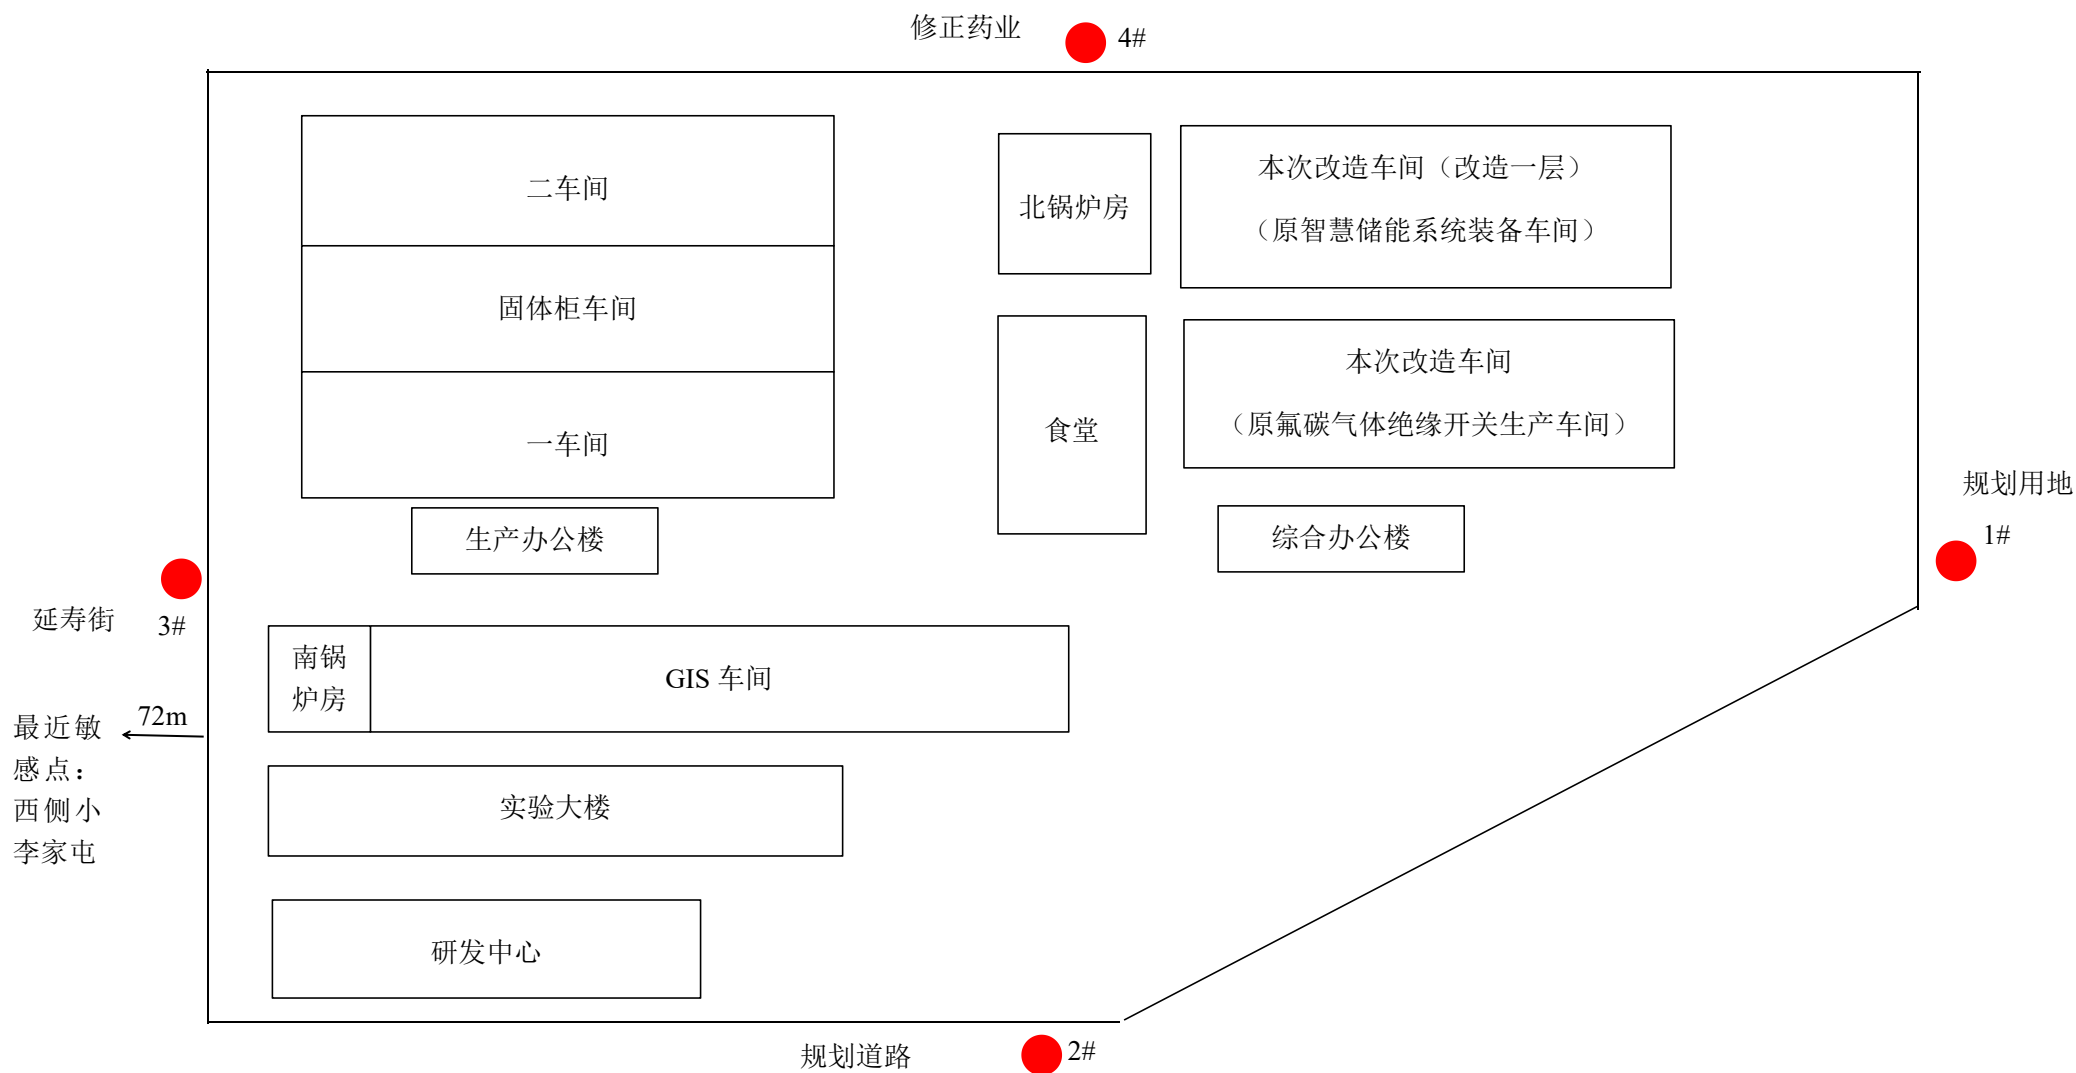 修正药业
4#
二车间
固体柜车间
一车间
生产办公楼
北锅炉房
食堂
本次改造车间（改造一层）
（原智慧储能系统装备车间）
本次改造车间
（原氟碳气体绝缘开关生产车间）
综合办公楼
规划用地
1#
延寿街
3#
南锅
炉房
GIS 车间
72m
最近敏
感点：
西侧小
李家屯
实验大楼
研发中心
规划道路
2#